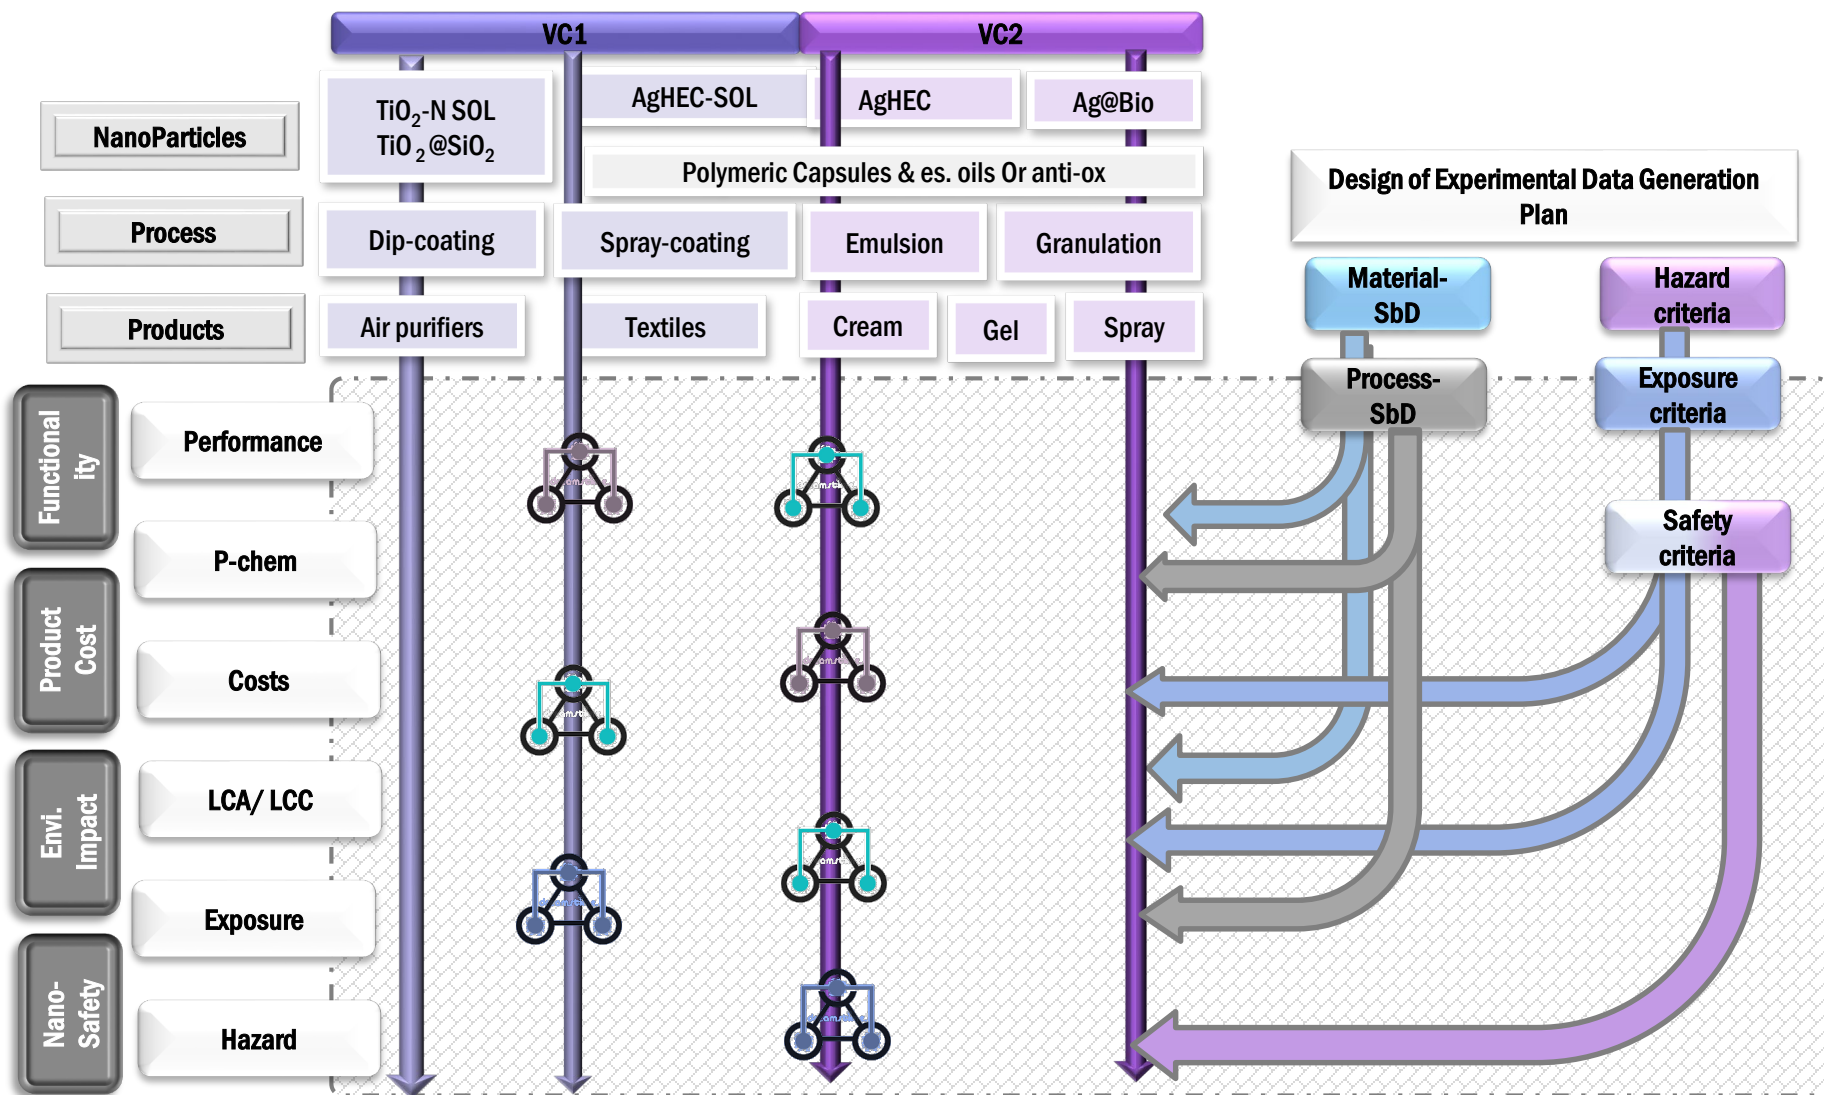 VC1
VC2
NanoParticles
TiO2-N SOL
TiO2@SiO2
AgHEC-SOL
AgHEC
Ag@Bio
Polymeric Capsules & es. oils Or anti-ox
Process
Dip-coating
Spray-coating
Emulsion
Granulation
Products
Air purifiers
Textiles
Cream
Gel
Spray
Design of Experimental Data Generation
Plan
Material-
SbD
Hazard
criteria
Process-
SbD
Exposure
criteria
Safety
criteria
Functional
ity
Performance
P-chem
Product
Cost
Costs
Envi.
Impact
LCA/ LCC
Exposure
Nano-
Safety
Hazard